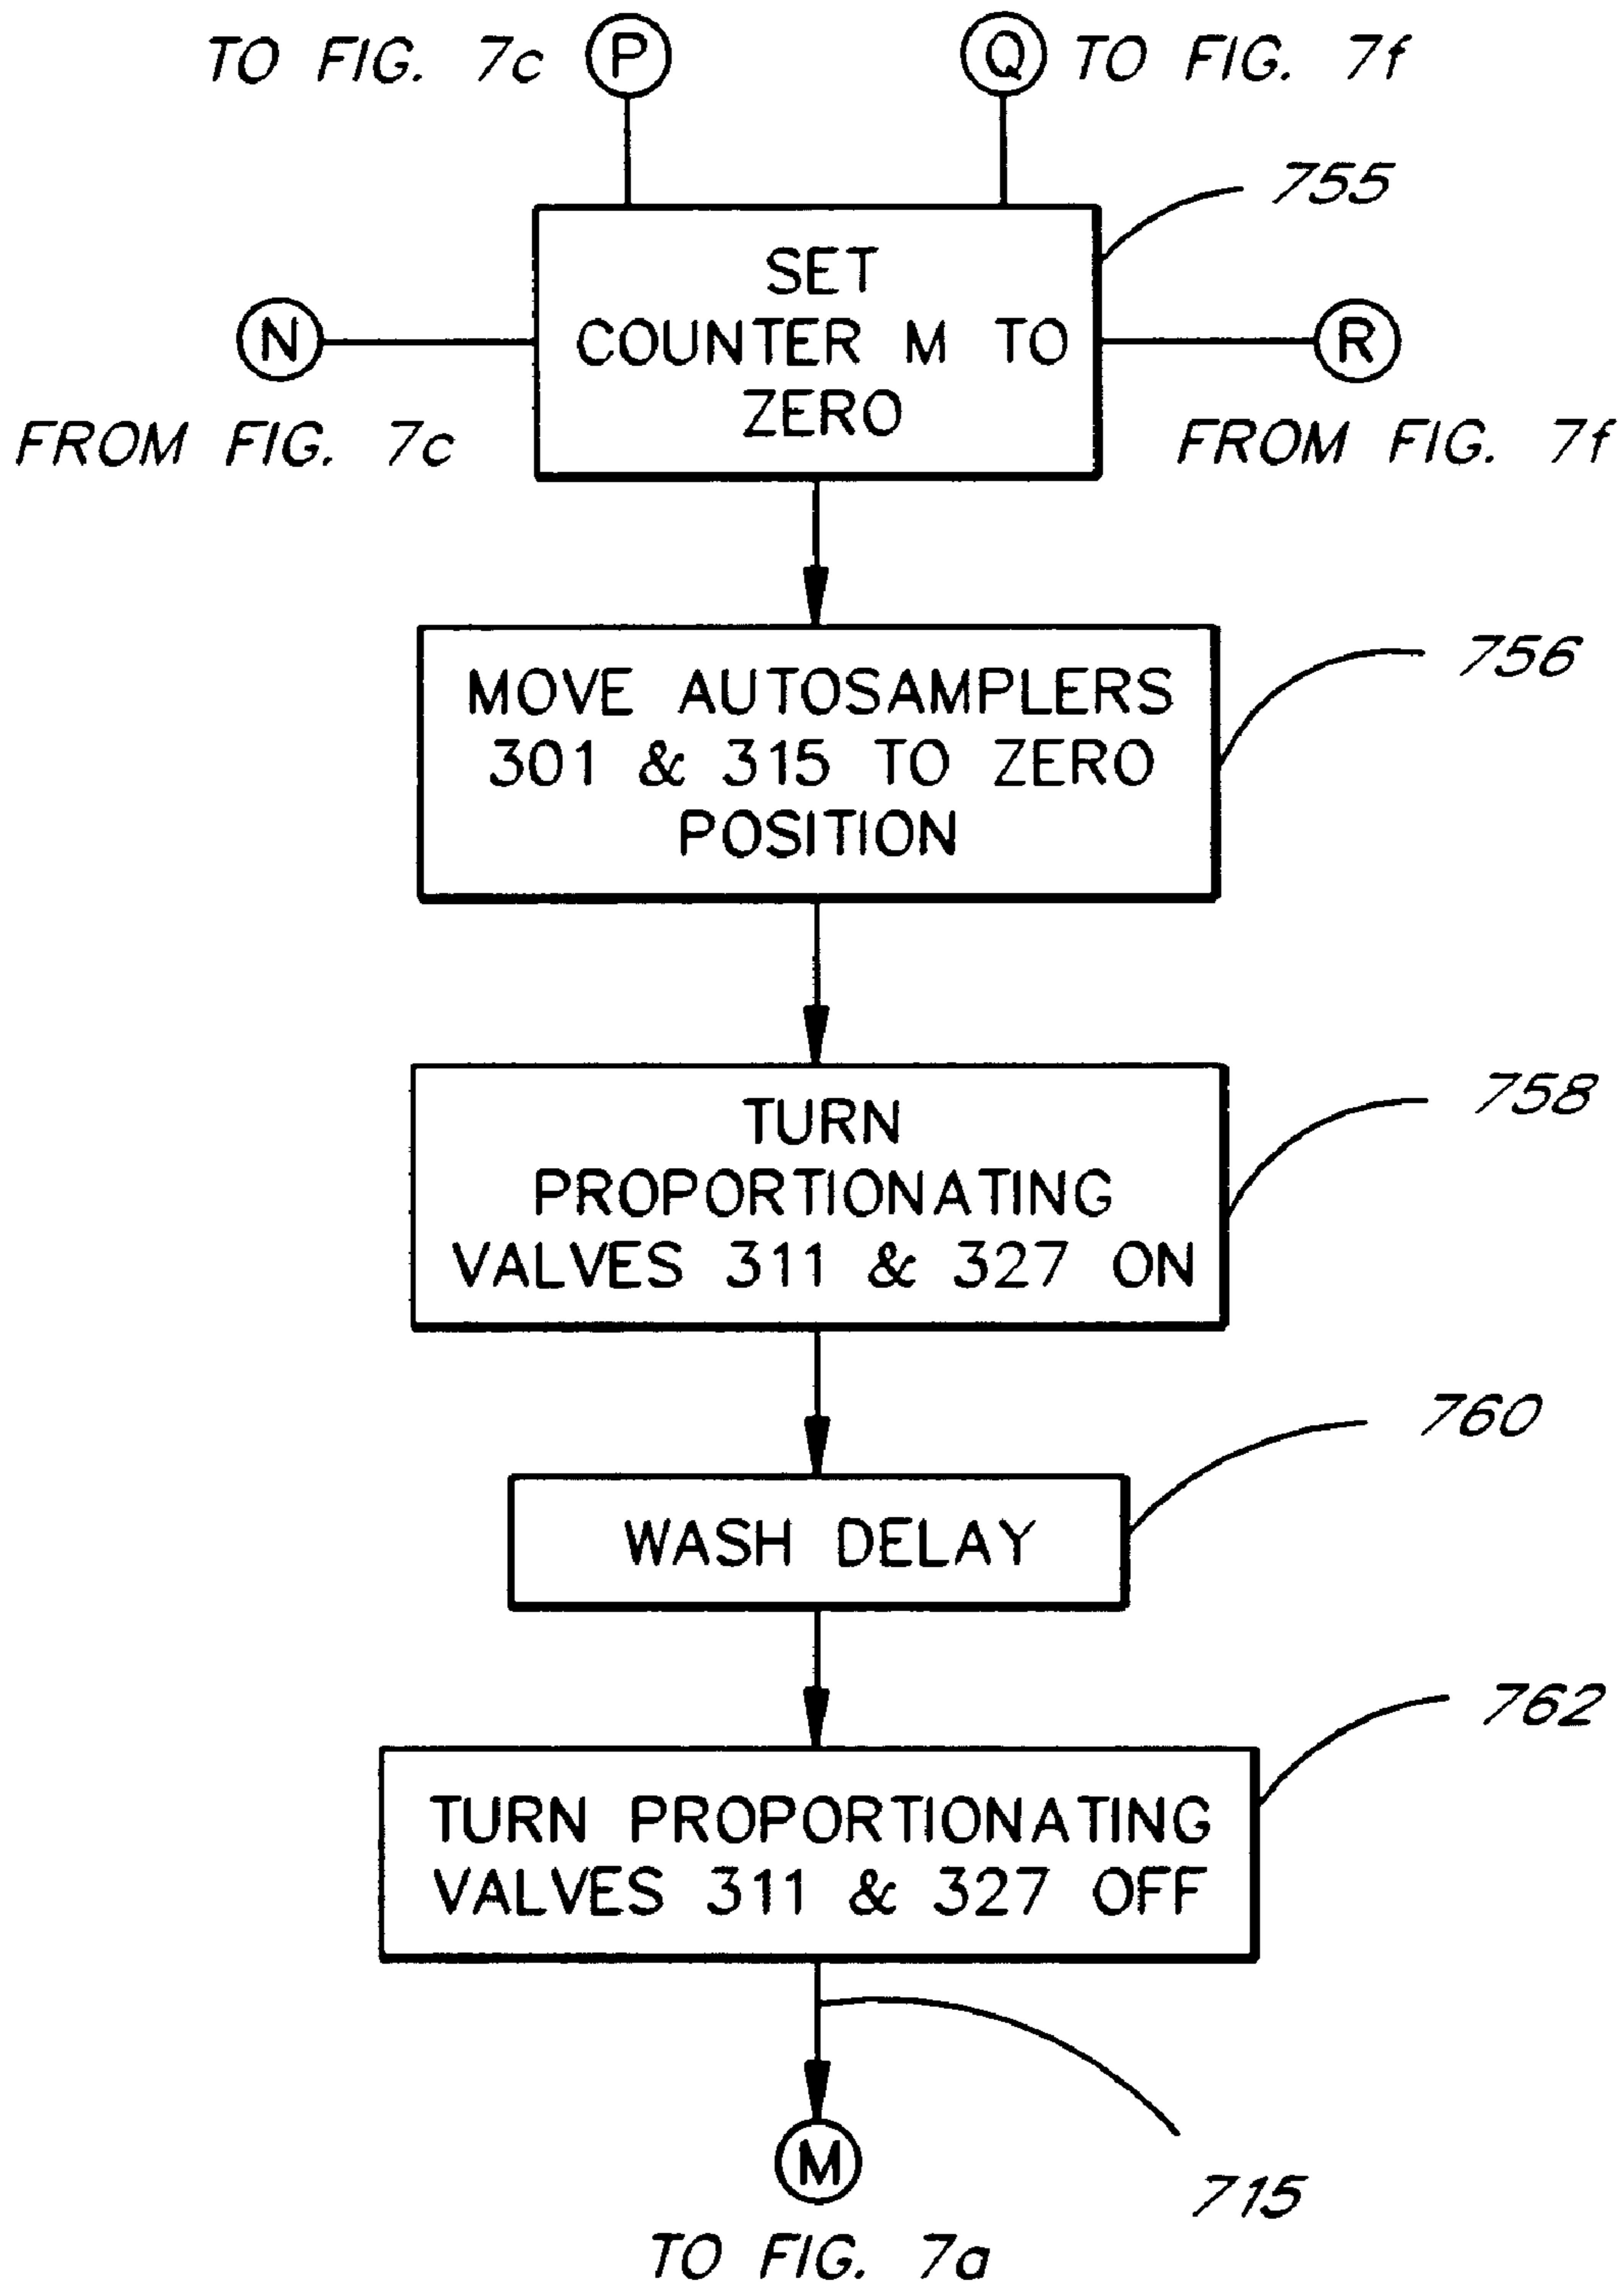 TO FIG. 7c P
Q TO FIG. 7f
755
SET
COUNTER M TO
ZERO
N
FROM FIG. 7c
R
FROM FIG. 7f
756
MOVE AUTOSAMPLERS
301 & 315 TO ZERO
POSITION
758
TURN
PROPORTIONATING
VALVES 311 & 327 ON
760
WASH DELAY
762
TURN PROPORTIONATING
VALVES 311 & 327 OFF
M
715
TO FIG. 7a